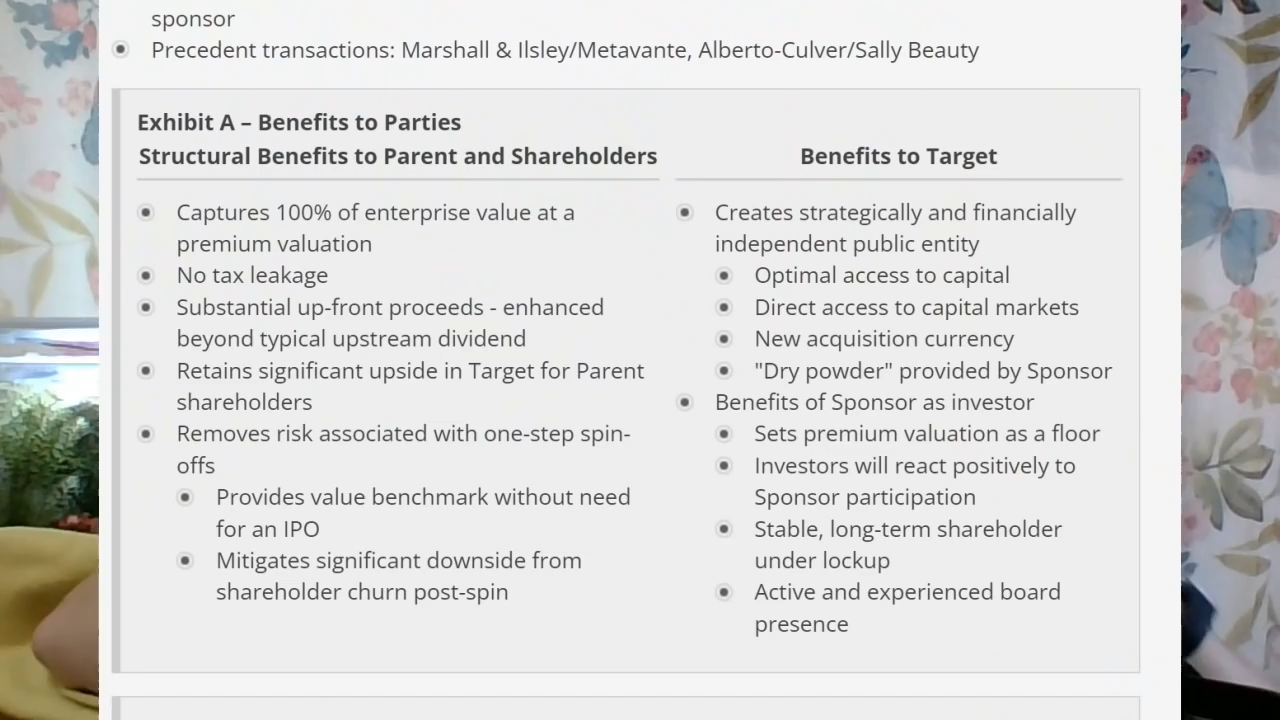 sponsor
Precedent transactions: Marshall & Ilsley/Metavante, Alberto-Culver/Sally Beauty
Exhibit A – Benefits to Parties
Structural Benefits to Parent and Shareholders
Captures 100% of enterprise value at a
premium valuation
No tax leakage
Substantial up-front proceeds - enhanced
beyond typical upstream dividend
Retains significant upside in Target for Parent
shareholders
Removes risk associated with one-step spin-
offs
Provides value benchmark without need
for an IPO
Mitigates significant downside from
shareholder churn post-spin
Benefits to Target
Creates strategically and financially
independent public entity
Optimal access to capital
Direct access to capital markets
New acquisition currency
"Dry powder" provided by Sponsor
Benefits of Sponsor as investor
Sets premium valuation as a floor
Investors will react positively to
Sponsor participation
Stable, long-term shareholder
under lockup
Active and experienced board
presence